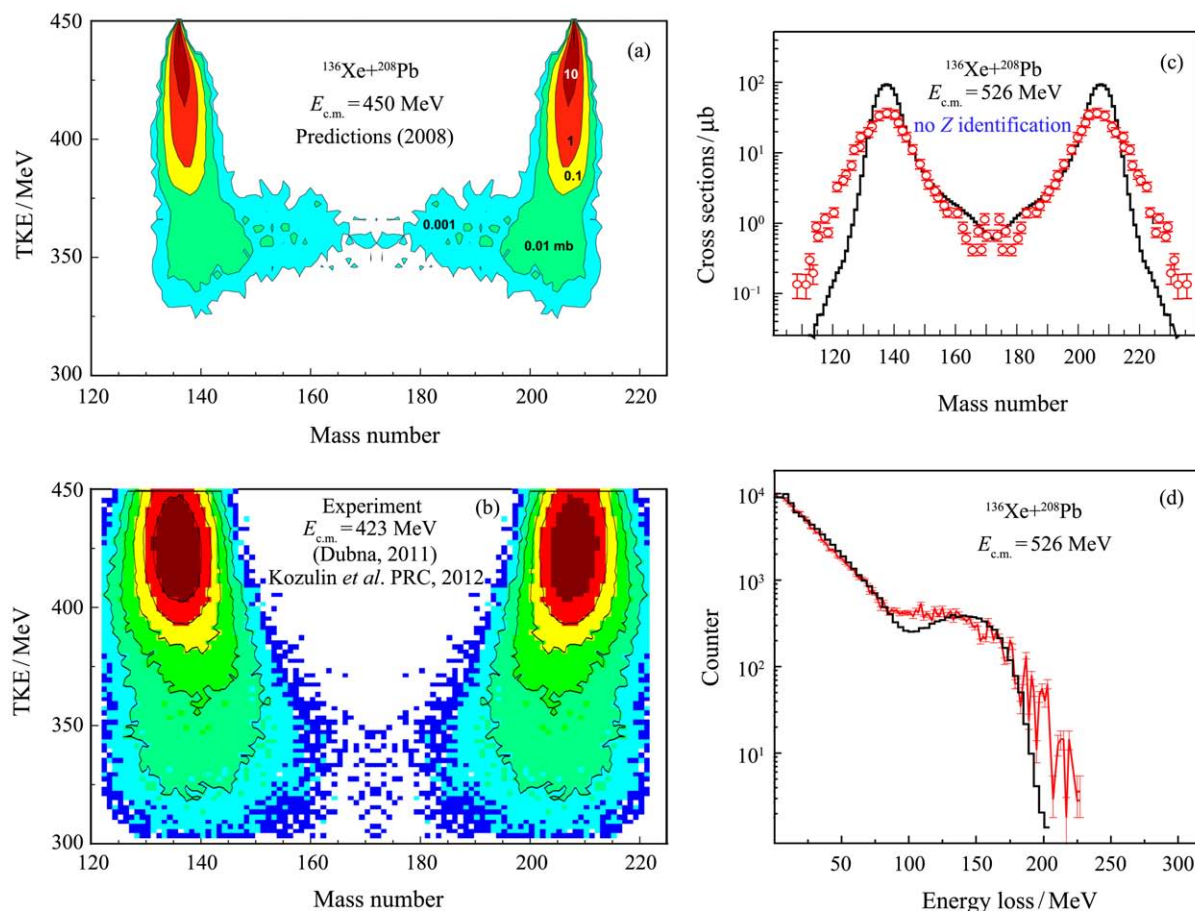 450
400
350
300
TKE / MeV
(a)
¹³⁶Xe+²⁰⁸Pb
E_c.m. = 450 MeV
Predictions (2008)
10
1
0.1
0.001
0.01 mb
120 140 160 180 200 220
Mass number
(c)
¹³⁶Xe+²⁰⁸Pb
E_c.m. = 526 MeV
no Z identification
10²
10¹
10⁰
10⁻¹
Cross sections / μb
120 140 160 180 200 220
Mass number
450
400
350
300
TKE / MeV
(b)
Experiment
E_c.m. = 423 MeV
(Dubna, 2011)
Kozulin et al. PRC, 2012
120 140 160 180 200 220
Mass number
(d)
¹³⁶Xe+²⁰⁸Pb
E_c.m. = 526 MeV
10⁴
10³
10²
10¹
Counter
50 100 150 200 250 300
Energy loss / MeV